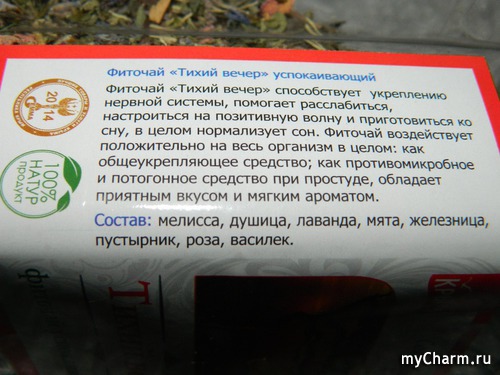 Фиточай «Тихий вечер» успокаивающий
Фиточай «Тихий вечер» способствует укреплению
нервной системы, помогает расслабиться,
настроиться на позитивную волну и приготовиться ко
сну, в целом нормализует сон. Фиточай воздействует
положительно на весь организм в целом: как
общеукрепляющее средство; как противомикробное
и потогонное средство при простуде, обладает
приятным вкусом и мягким ароматом.
Состав: мелисса, душица, лаванда, мята, железница,
пустырник, роза, василек.
2014
100%
НАТУР
ПРОДУКТ
myCharm.ru